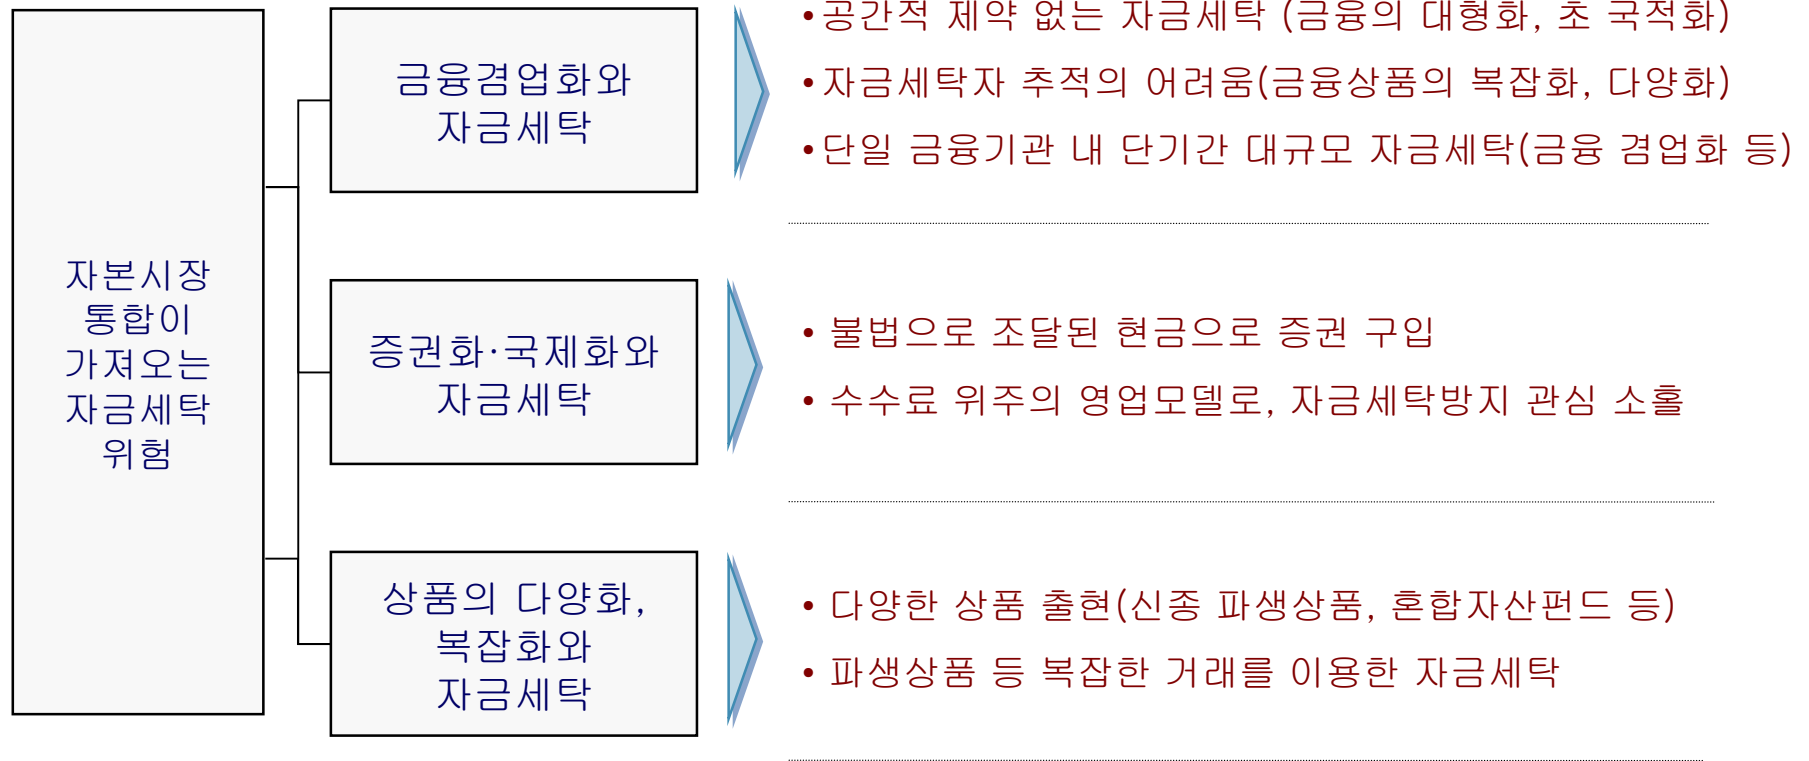 자본시장
통합이
가져오는
자금세탁
위험
금융겸업화와
자금세탁
•공간적 제약 없는 자금세탁 (금융의 대형화, 초 국적화)
•자금세탁자 추적의 어려움(금융상품의 복잡화, 다양화)
•단일 금융기관 내 단기간 대규모 자금세탁(금융 겸업화 등)
증권화·국제화와
자금세탁
• 불법으로 조달된 현금으로 증권 구입
• 수수료 위주의 영업모델로, 자금세탁방지 관심 소홀
상품의 다양화,
복잡화와
자금세탁
• 다양한 상품 출현(신종 파생상품, 혼합자산펀드 등)
• 파생상품 등 복잡한 거래를 이용한 자금세탁